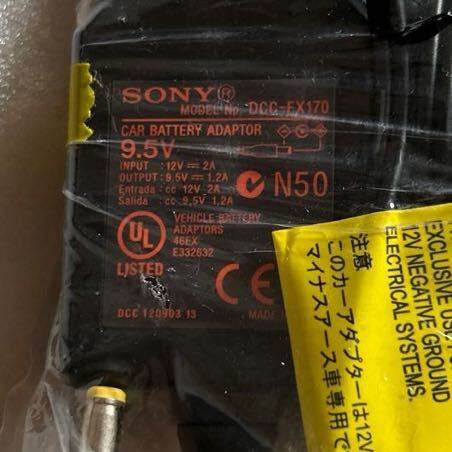 SONY®
MODEL No. DCC-FX170
CAR BATTERY ADAPTOR
9.5V
INPUT : 12V 2A
OUTPUT : 9.5V 1.2A
Entrada : cc 12V 2A
Salida : cc 9.5V 1.2A
N50
UL
LISTED
VEHICLE BATTERY
ADAPTORS
46EX
E332632
CE
DCC 120903 13
MADE
注意
このカーアダプターは12V
マイナスアース車専用で
EXCLUSIVE USE
12V NEGATIVE GROUND
ELECTRICAL SYSTEMS.